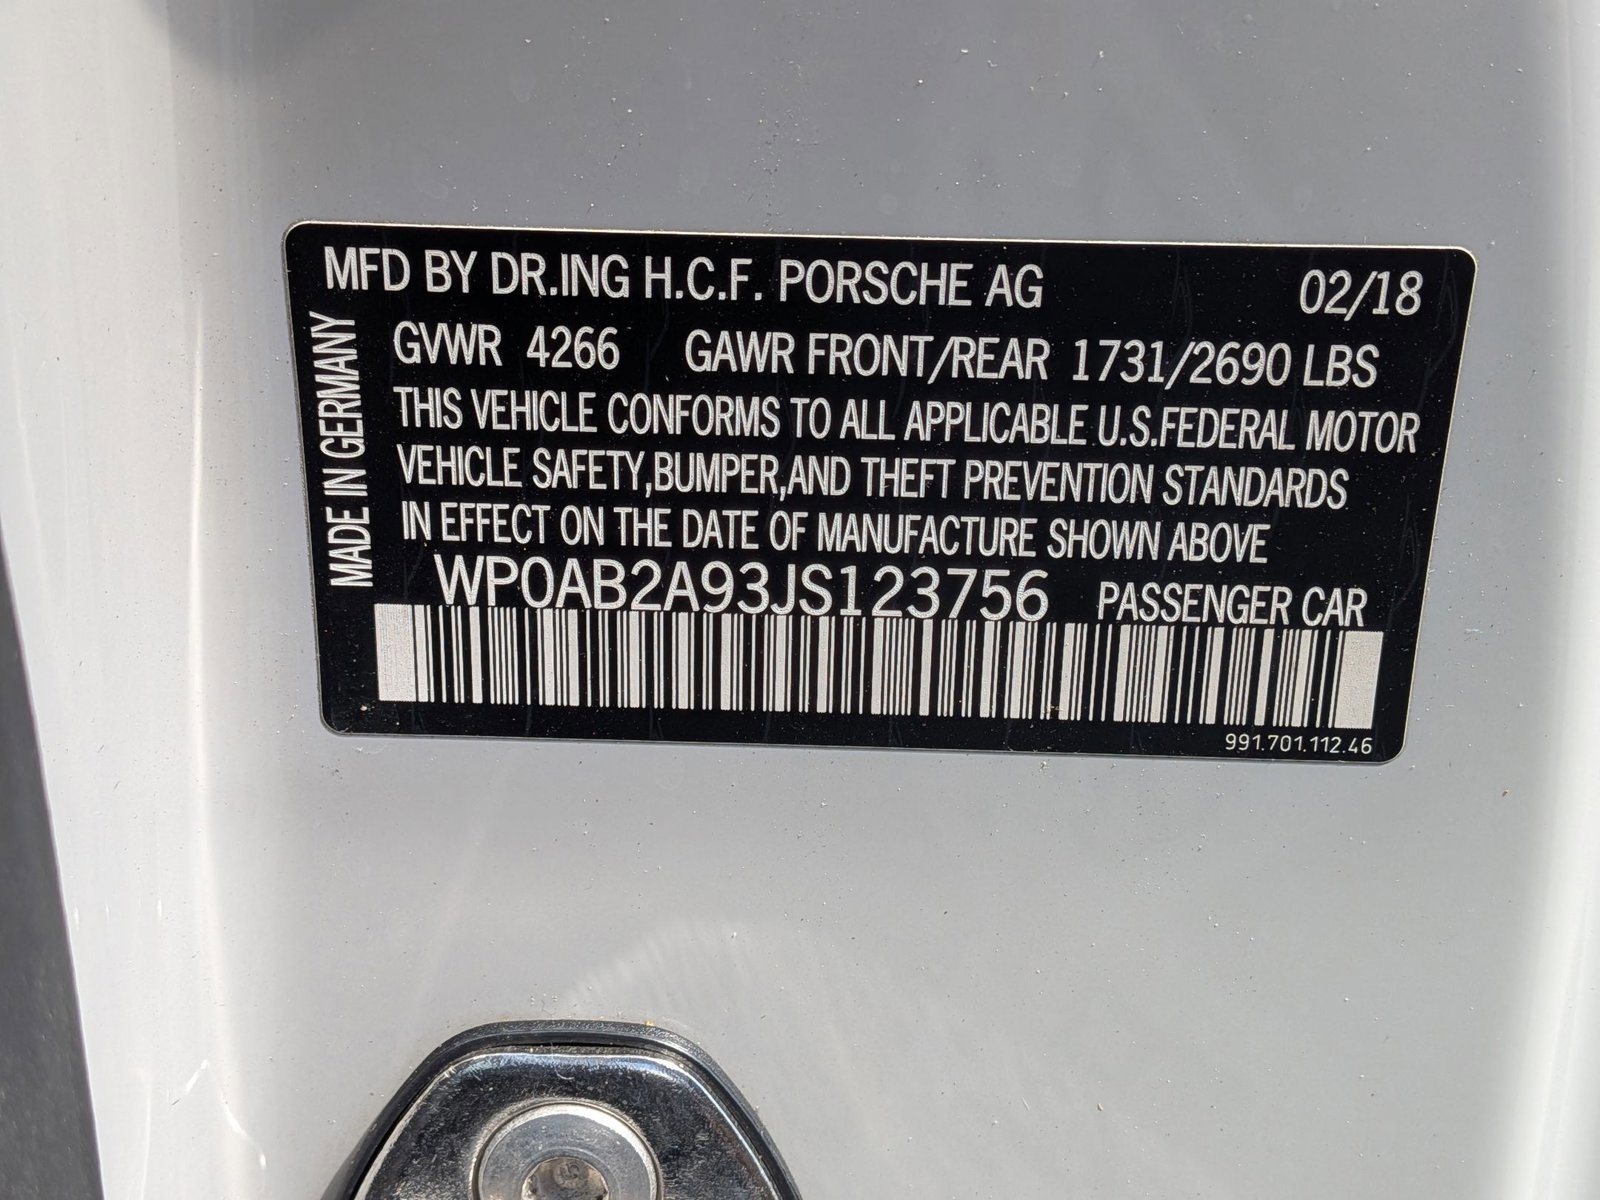 MFD BY DR.ING H.C.F. PORSCHE AG 02/18
GVWR 4266 GAWR FRONT/REAR 1731/2690 LBS
THIS VEHICLE CONFORMS TO ALL APPLICABLE U.S.FEDERAL MOTOR
VEHICLE SAFETY,BUMPER,AND THEFT PREVENTION STANDARDS
IN EFFECT ON THE DATE OF MANUFACTURE SHOWN ABOVE
WP0AB2A93JS123756 PASSENGER CAR
991.701.112.46
MADE IN GERMANY